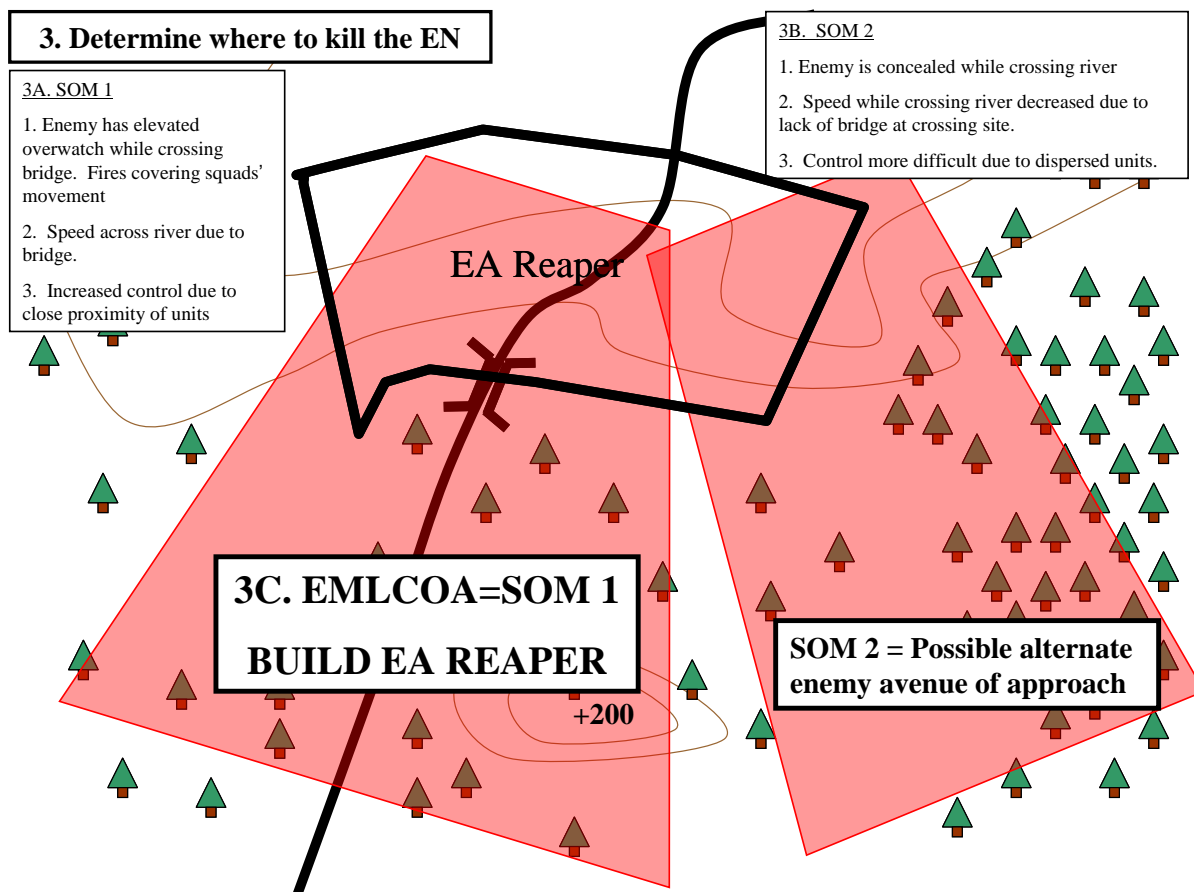 3. Determine where to kill the EN
3A. SOM 1
1. Enemy has elevated
overwatch while crossing
bridge. Fires covering squads’
movement
2. Speed across river due to
bridge.
3. Increased control due to
close proximity of units
3B. SOM 2
1. Enemy is concealed while crossing river
2. Speed while crossing river decreased due to
lack of bridge at crossing site.
3. Control more difficult due to dispersed units.
EA Reaper
3C. EMLCOA=SOM 1
BUILD EA REAPER
SOM 2 = Possible alternate
enemy avenue of approach
+200